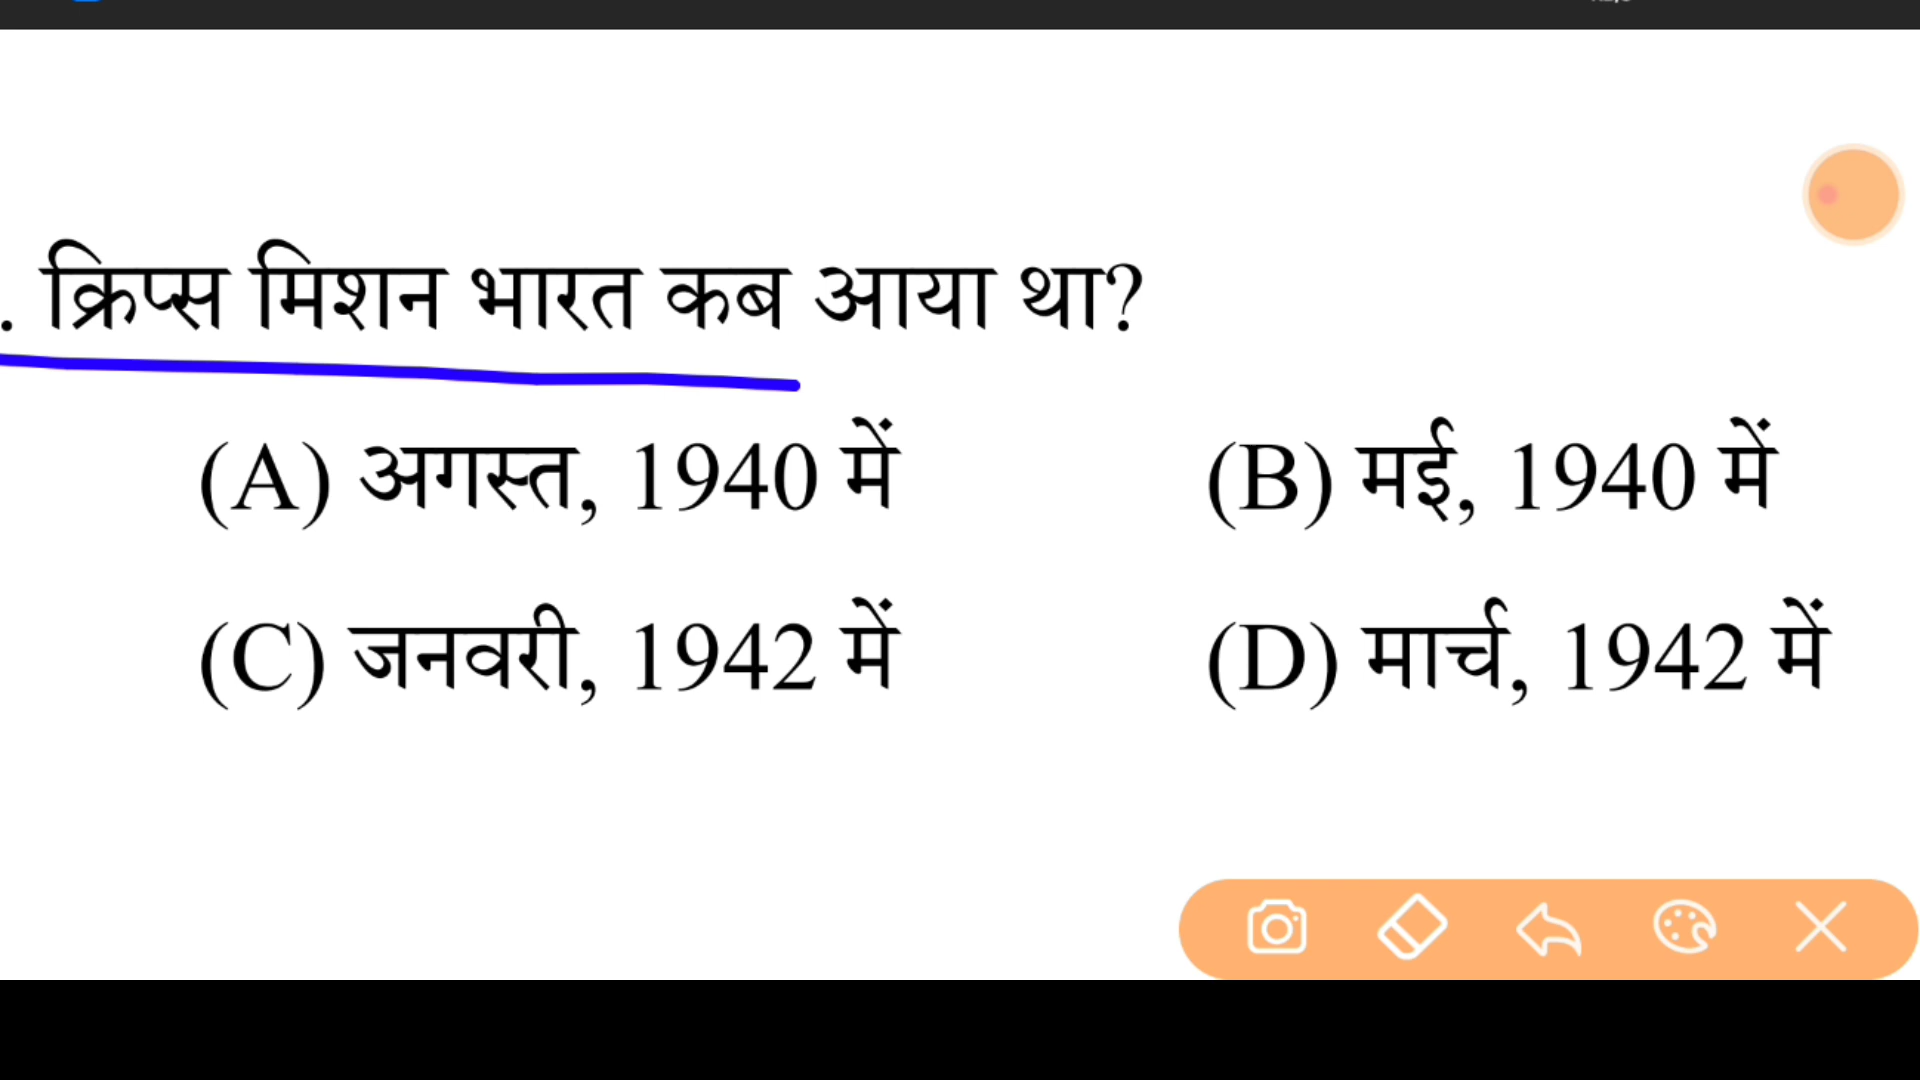 . क्रिप्स मिशन भारत कब आया था?
(A) अगस्त, 1940 में (B) मई, 1940 में
(C) जनवरी, 1942 में (D) मार्च, 1942 में